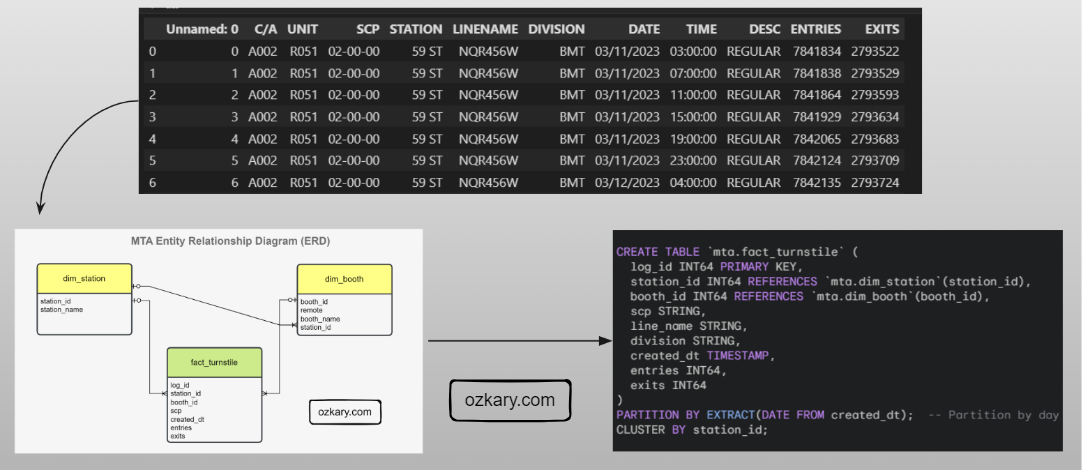 Unnamed: 0 C/A UNIT SCP STATION LINENAME DIVISION DATE TIME DESC ENTRIES EXITS
0 0 A002 R051 02-00-00 59 ST NQR456W BMT 03/11/2023 03:00:00 REGULAR 7841834 2793522
1 1 A002 R051 02-00-00 59 ST NQR456W BMT 03/11/2023 07:00:00 REGULAR 7841838 2793529
2 2 A002 R051 02-00-00 59 ST NQR456W BMT 03/11/2023 11:00:00 REGULAR 7841864 2793593
3 3 A002 R051 02-00-00 59 ST NQR456W BMT 03/11/2023 15:00:00 REGULAR 7841929 2793634
4 4 A002 R051 02-00-00 59 ST NQR456W BMT 03/11/2023 19:00:00 REGULAR 7842065 2793683
5 5 A002 R051 02-00-00 59 ST NQR456W BMT 03/11/2023 23:00:00 REGULAR 7842124 2793709
6 6 A002 R051 02-00-00 59 ST NQR456W BMT 03/12/2023 04:00:00 REGULAR 7842135 2793724
MTA Entity Relationship Diagram (ERD)
dim_station
station_id
station_name
dim_booth
booth_id
remote
booth_name
station_id
fact_turnstile
log_id
station_id
booth_id
scp
created_dt
entries
exits
ozkary.com
ozkary.com
CREATE TABLE `mta.fact_turnstile` (
log_id INT64 PRIMARY KEY,
station_id INT64 REFERENCES `mta.dim_station`(station_id),
booth_id INT64 REFERENCES `mta.dim_booth`(booth_id),
scp STRING,
line_name STRING,
division STRING,
created_dt TIMESTAMP,
entries INT64,
exits INT64
)
PARTITION BY EXTRACT(DATE FROM created_dt); -- Partition by day
CLUSTER BY station_id;